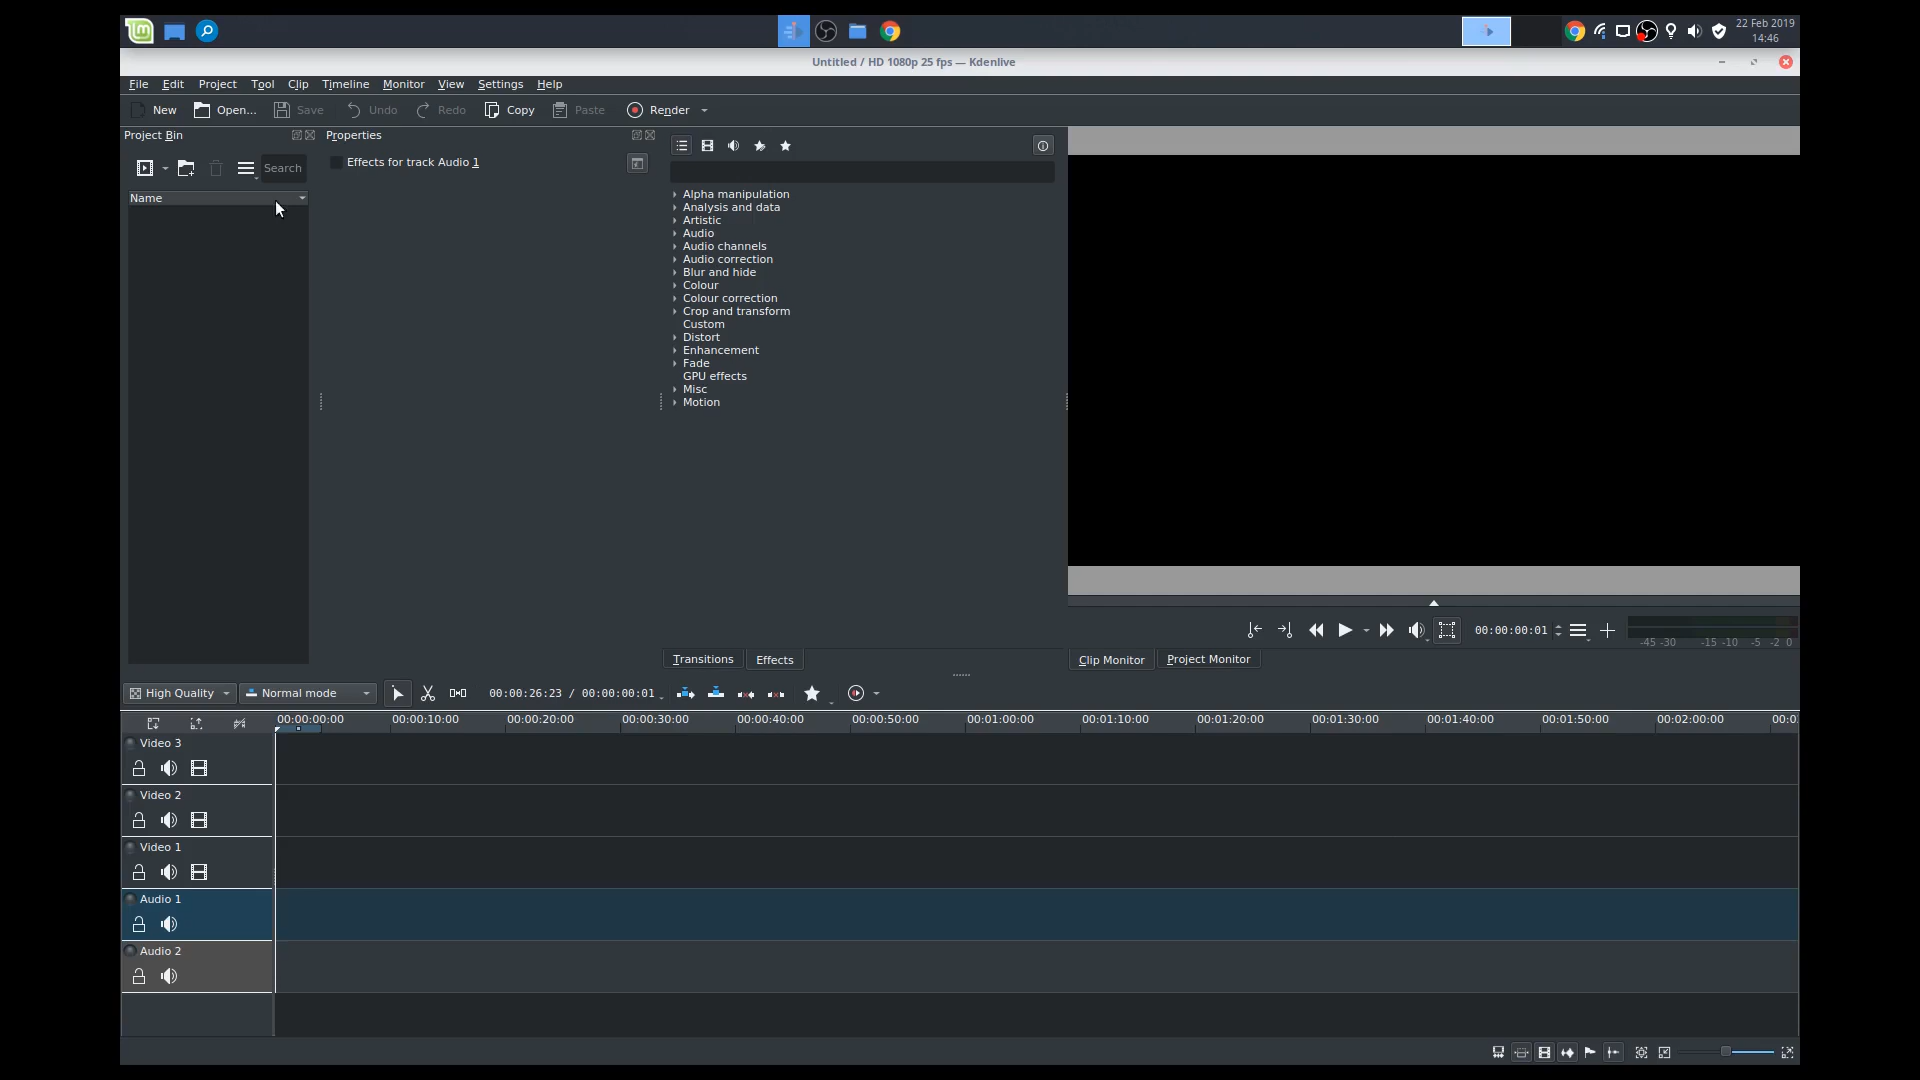 22 Feb 2019
14:46
Untitled / HD 1080p 25 fps — Kdenlive
File Edit Project Tool Clip Timeline Monitor View Settings Help
New Open... Save Undo Redo Copy Paste Render
Project Bin
Properties
Search
Effects for track Audio 1
Name
Alpha manipulation
Analysis and data
Artistic
Audio
Audio channels
Audio correction
Blur and hide
Colour
Colour correction
Crop and transform
Custom
Distort
Enhancement
Fade
GPU effects
Misc
Motion
00:00:00:01
-45 -30 -15 -10 -5 -2 0
Transitions Effects
Clip Monitor Project Monitor
High Quality Normal mode 00:00:26:23 / 00:00:00:01
00:00:00:00 00:00:10:00 00:00:20:00 00:00:30:00 00:00:40:00 00:00:50:00 00:01:00:00 00:01:10:00 00:01:20:00 00:01:30:00 00:01:40:00 00:01:50:00 00:02:00:00
Video 3
Video 2
Video 1
Audio 1
Audio 2